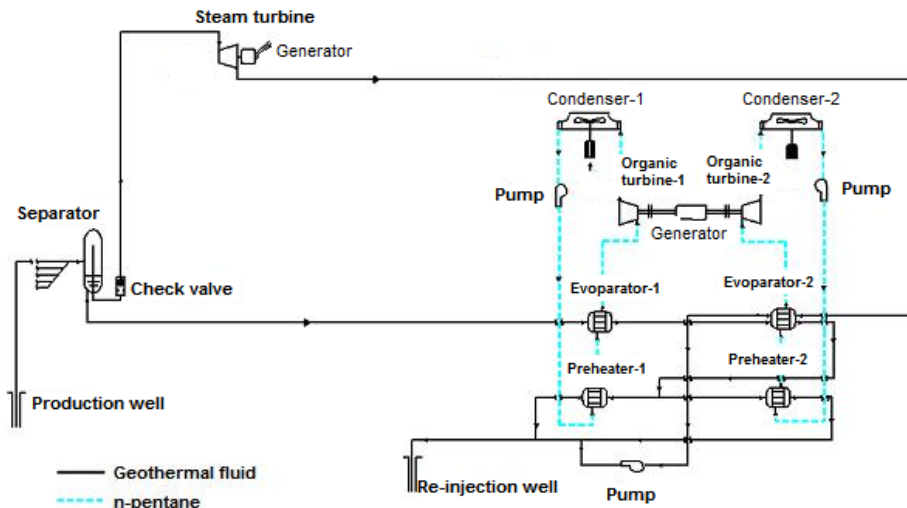 Steam turbine
Generator
Condenser-1
Condenser-2
Organic
turbine-1
Organic
turbine-2
Pump
Pump
Separator
Generator
Check valve
Evoparator-1
Evoparator-2
Preheater-1
Preheater-2
Production well
Geothermal fluid
Re-injection well
Pump
n-pentane